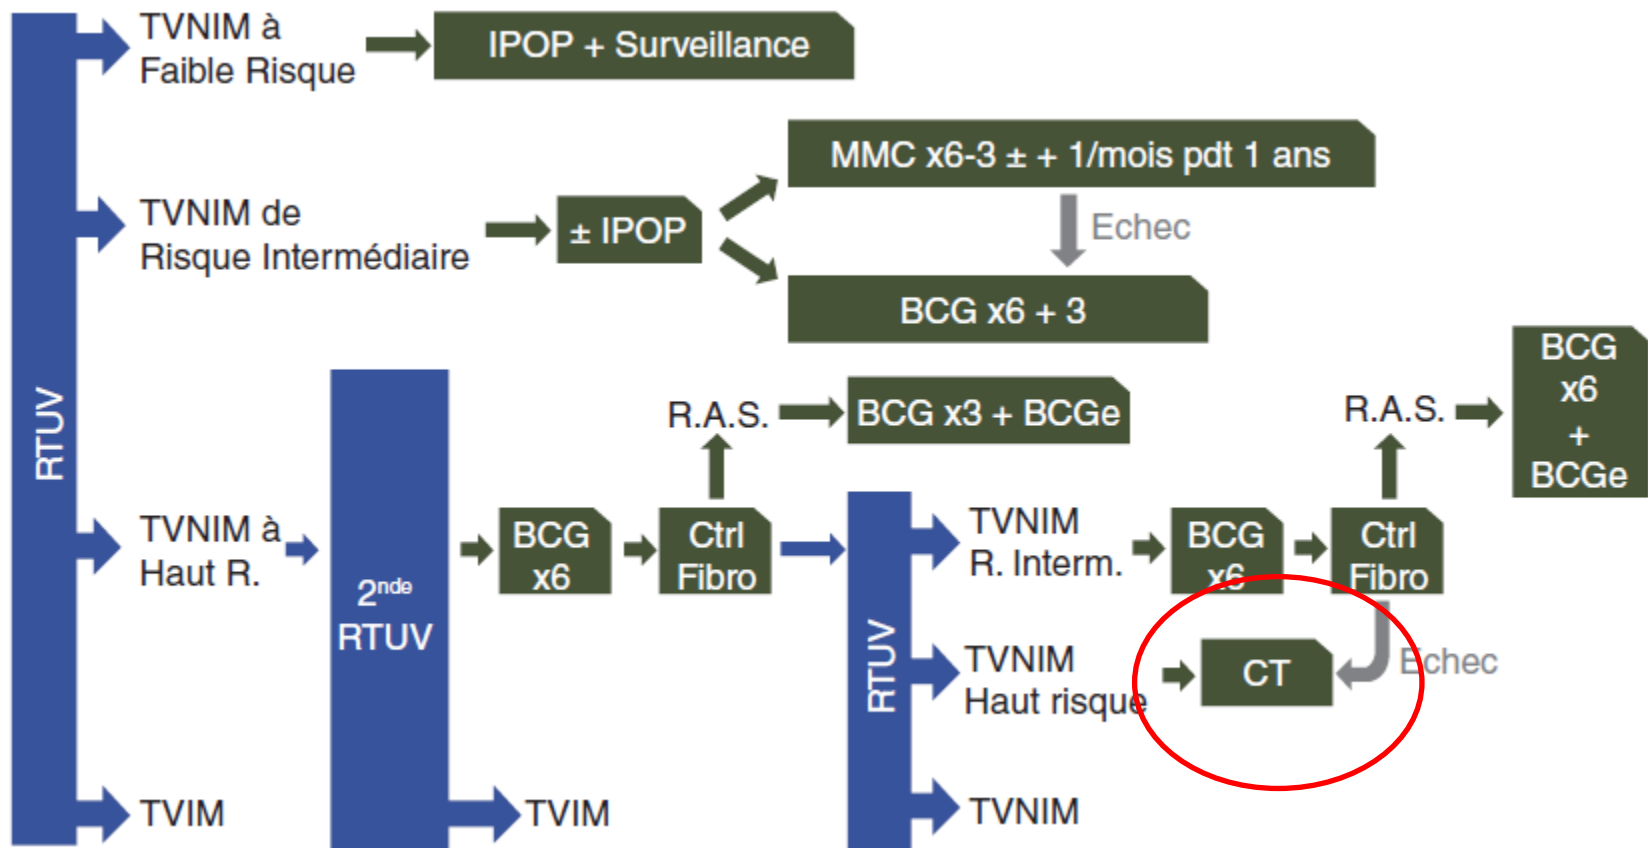 TVNIM à
Faible Risque
IPOP + Surveillance
MMC x6-3 ± + 1/mois pdt 1 ans
TVNIM de
Risque Intermédiaire
± IPOP
Echec
BCG x6 + 3
RTUV
R.A.S.
BCG x3 + BCGe
R.A.S.
BCG
x6
+
BCGe
TVNIM à
Haut R.
2nde
RTUV
BCG
x6
Ctrl
Fibro
RTUV
TVNIM
R. Interm.
BCG
x6
Ctrl
Fibro
TVNIM
Haut risque
CT
Echec
TVIM
TVIM
TVNIM